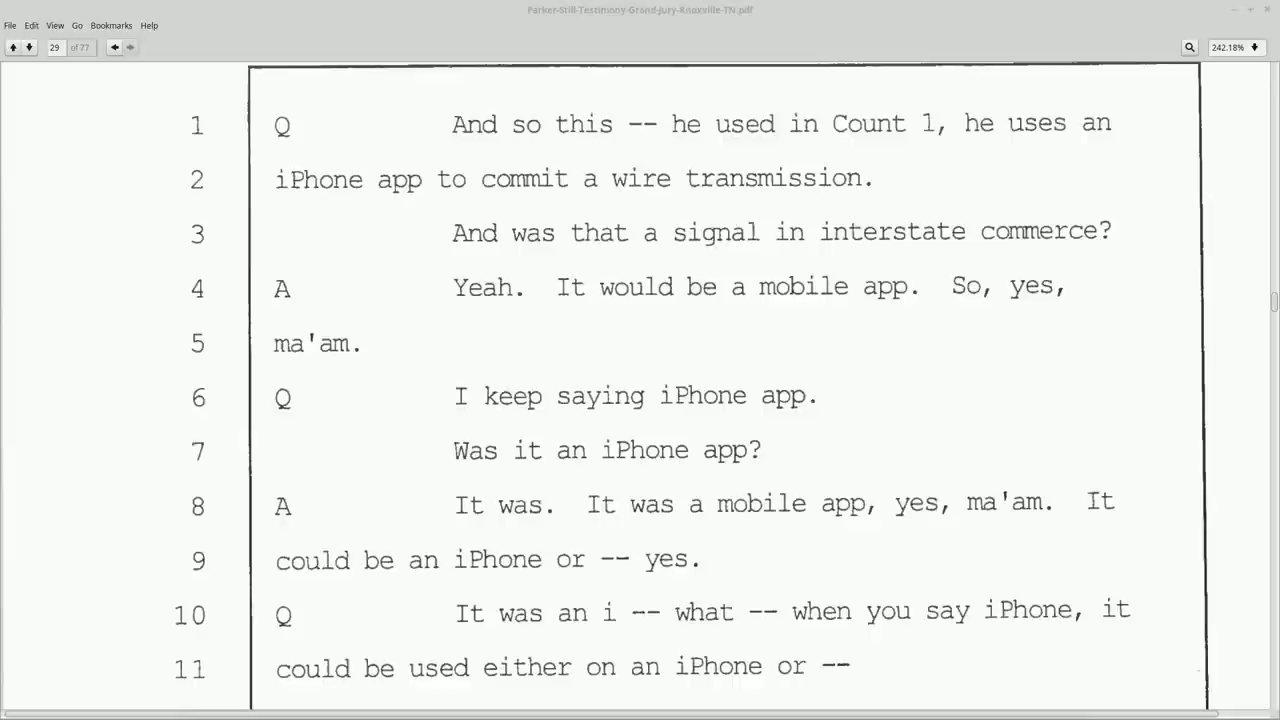 Parker-Still-Testimony-Grand-Jury-Knoxville-TN.pdf
File Edit View Go Bookmarks Help
29 of 77 242.18%
1 Q And so this -- he used in Count 1, he uses an
2 iPhone app to commit a wire transmission.
3 And was that a signal in interstate commerce?
4 A Yeah. It would be a mobile app. So, yes,
5 ma'am.
6 Q I keep saying iPhone app.
7 Was it an iPhone app?
8 A It was. It was a mobile app, yes, ma'am. It
9 could be an iPhone or -- yes.
10 Q It was an i -- what -- when you say iPhone, it
11 could be used either on an iPhone or --